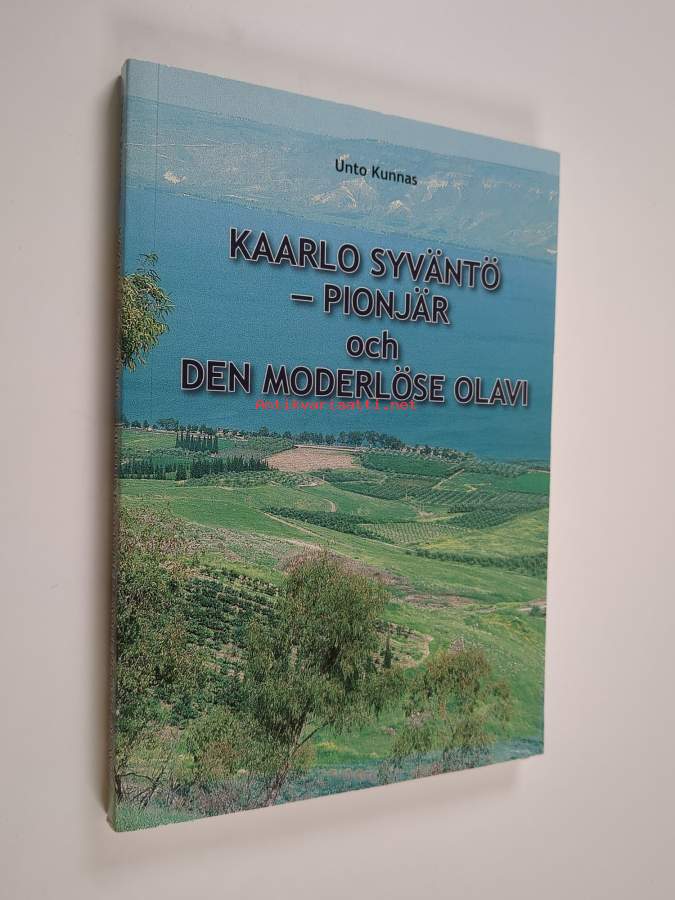 Unto Kunnas
KAARLO SYVÄNTÖ
– PIONJÄR
och
DEN MODERLÖSE OLAVI
Antikvariaatti.net